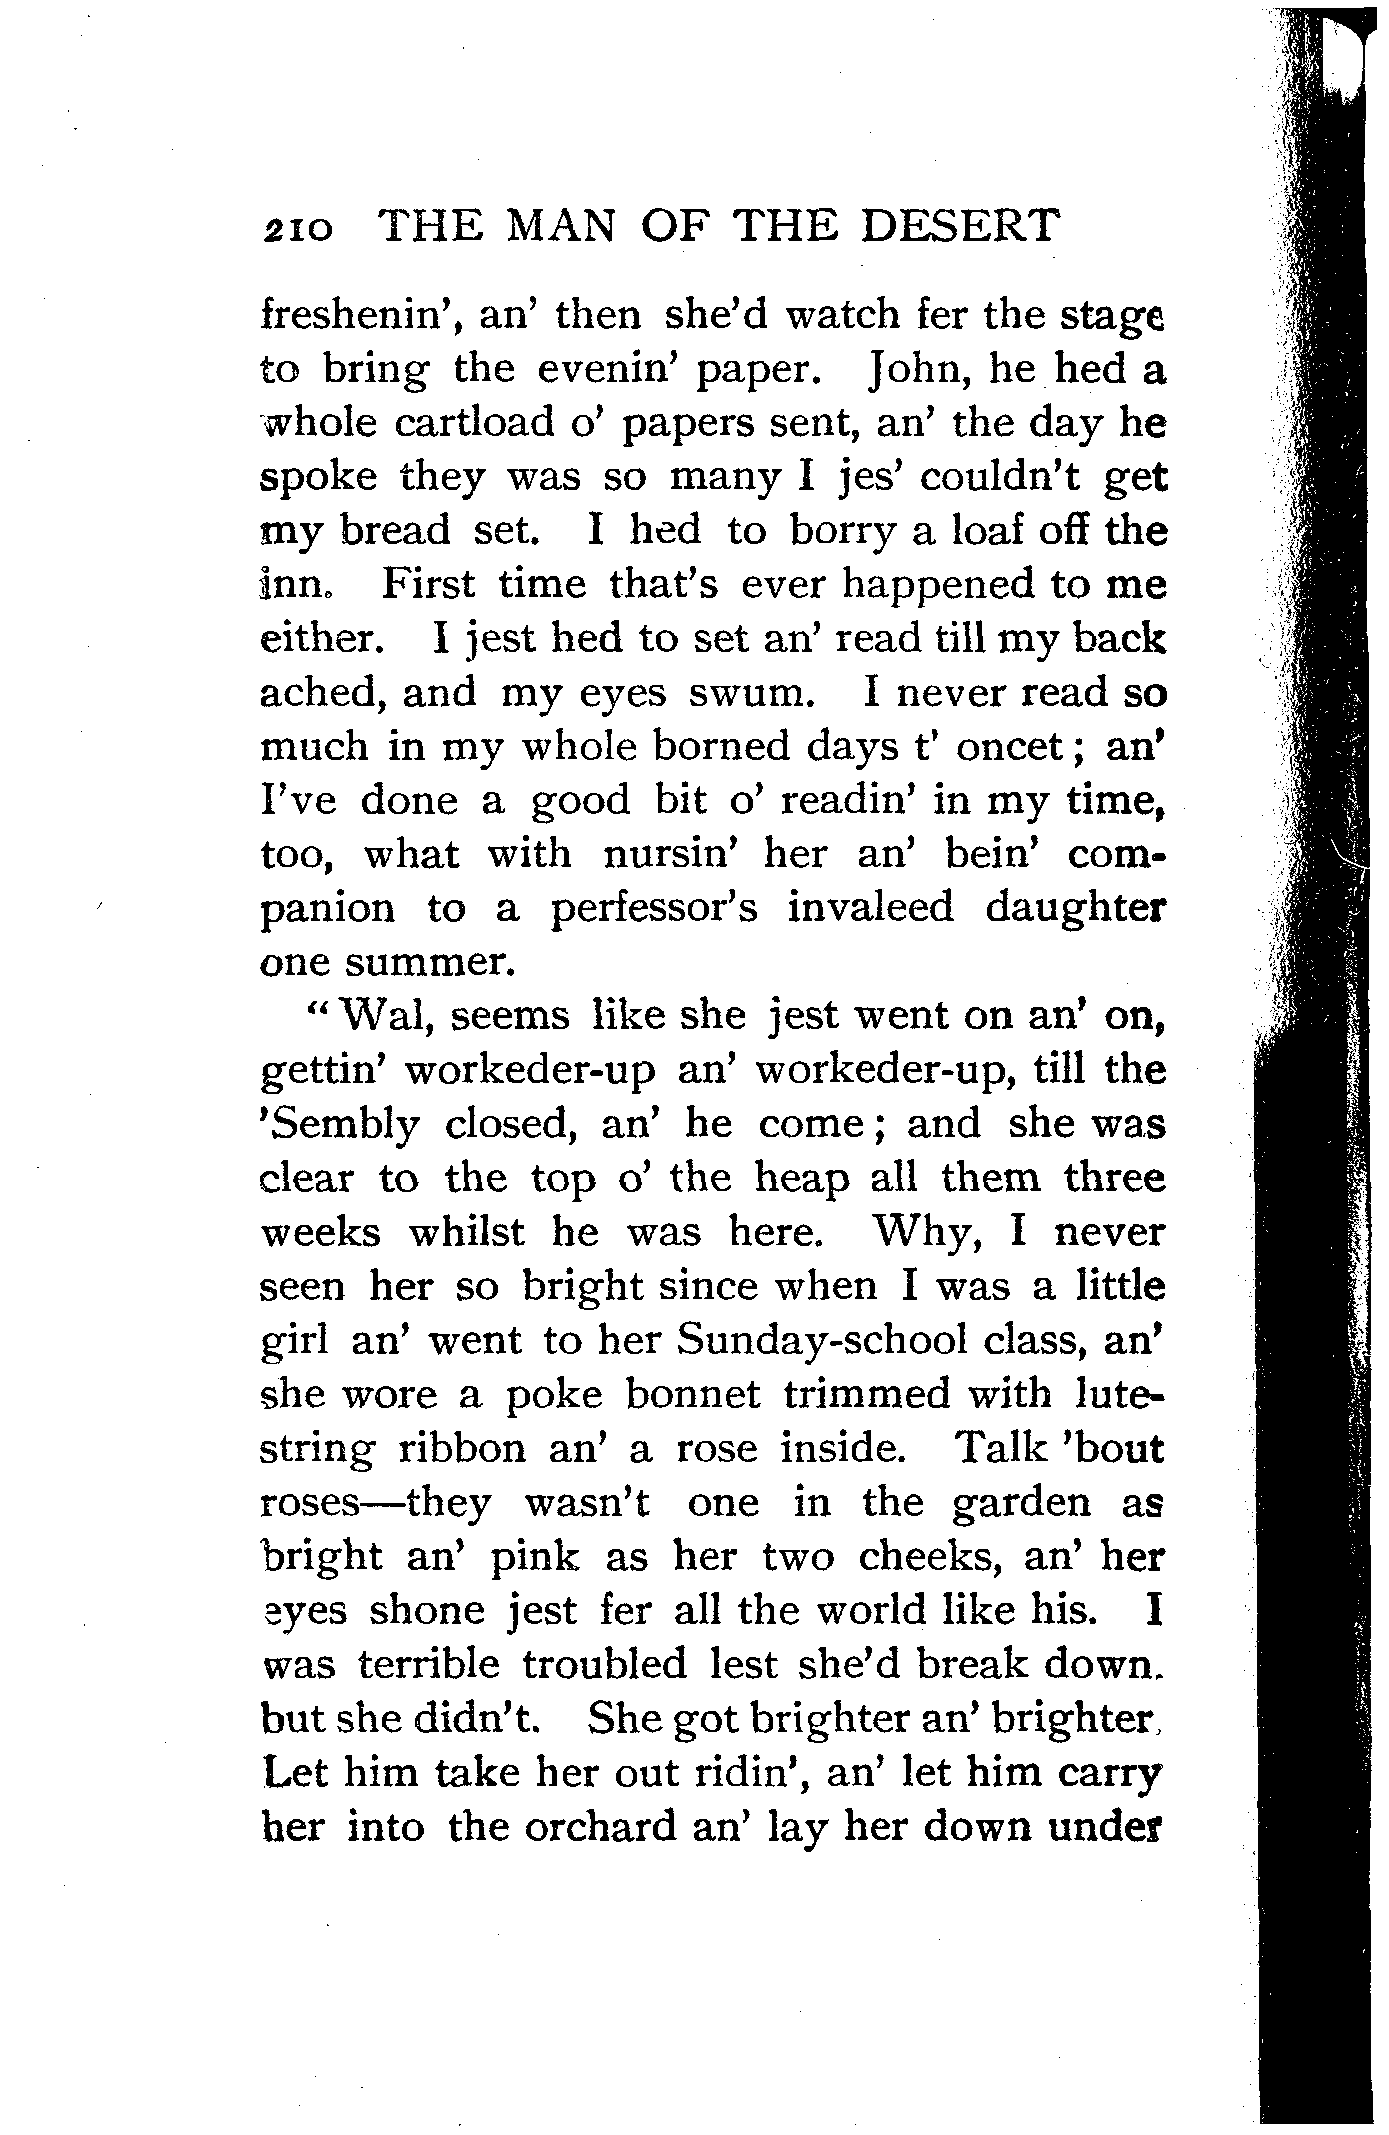 210 THE MAN OF THE DESERT
freshenin', an' then she'd watch fer the stage
to bring the evenin' paper. John, he hed a
whole cartload o' papers sent, an' the day he
spoke they was so many I jes' couldn't get
my bread set. I hed to borry a loaf off the
inn. First time that's ever happened to me
either. I jest hed to set an' read till my back
ached, and my eyes swum. I never read so
much in my whole borned days t' oncet; an'
I've done a good bit o' readin' in my time,
too, what with nursin' her an' bein' com-
panion to a perfessor's invaleed daughter
one summer.
"Wal, seems like she jest went on an' on,
gettin' workeder-up an' workeder-up, till the
'Sembly closed, an' he come; and she was
clear to the top o' the heap all them three
weeks whilst he was here. Why, I never
seen her so bright since when I was a little
girl an' went to her Sunday-school class, an'
she wore a poke bonnet trimmed with lute-
string ribbon an' a rose inside. Talk 'bout
roses—they wasn't one in the garden as
bright an' pink as her two cheeks, an' her
eyes shone jest fer all the world like his. I
was terrible troubled lest she'd break down.
but she didn't. She got brighter an' brighter,
Let him take her out ridin', an' let him carry
her into the orchard an' lay her down under